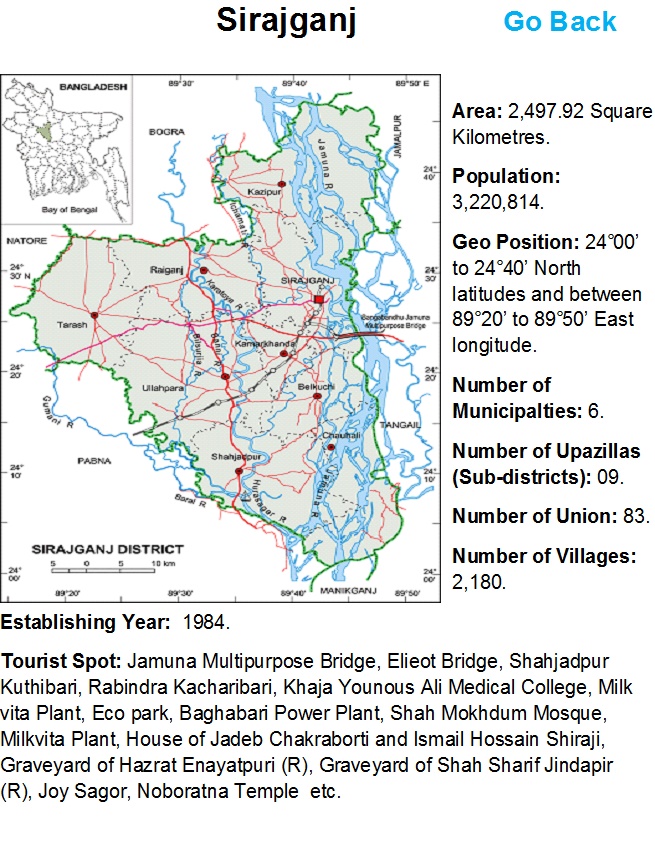 Sirajganj
Go Back
BANGLADESH
Bay of Bengal
89°30'
89°40'
89°50' E
BOGRA
JAMALPUR
Jamuna R
24°
40'
Kazipur
Ichamati R
NATORE
24°
30' N
Raiganj
Karatoya R
SIRAJGANJ
24°
30'
Bangabandhu Jamuna
Multipurpose Bridge
Tarash
Kamarkhanda
24°
20'
24°
20'
Ullahpara
Belkuchi
Gumani R
TANGAIL
Chauhali
PABNA
Shahjadpur
24°
10'
24°
10'
Baral R
Hurasagar R
Jamuna R
SIRAJGANJ DISTRICT
5 0 5 10 km
24°
00'
24°
00'
MANIKGANJ
89°20'
89°30'
89°40'
89°50'
Area: 2,497.92 Square
Kilometres.
Population:
3,220,814.
Geo Position: 24°00’
to 24°40’ North
latitudes and between
89°20’ to 89°50’ East
longitude.
Number of
Municipalties: 6.
Number of Upazillas
(Sub-districts): 09.
Number of Union: 83.
Number of Villages:
2,180.
Establishing Year:  1984.
Tourist Spot: Jamuna Multipurpose Bridge, Elieot Bridge, Shahjadpur
Kuthibari, Rabindra Kacharibari, Khaja Younous Ali Medical College, Milk
vita Plant, Eco park, Baghabari Power Plant, Shah Mokhdum Mosque,
Milkvita Plant, House of Jadeb Chakraborti and Ismail Hossain Shiraji,
Graveyard of Hazrat Enayatpuri (R), Graveyard of Shah Sharif Jindapir
(R), Joy Sagor, Noboratna Temple  etc.